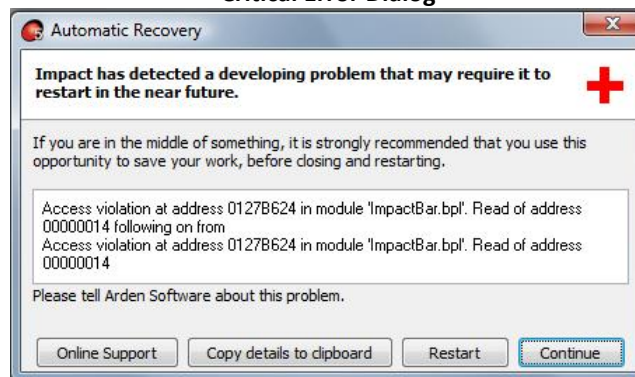 Critical Error Dialog
Automatic Recovery
Impact has detected a developing problem that may require it to
restart in the near future.
If you are in the middle of something, it is strongly recommended that you use this
opportunity to save your work, before closing and restarting.
Access violation at address 0127B624 in module 'ImpactBar.bpl'. Read of address
00000014 following on from
Access violation at address 0127B624 in module 'ImpactBar.bpl'. Read of address
00000014
Please tell Arden Software about this problem.
Online Support
Copy details to clipboard
Restart
Continue